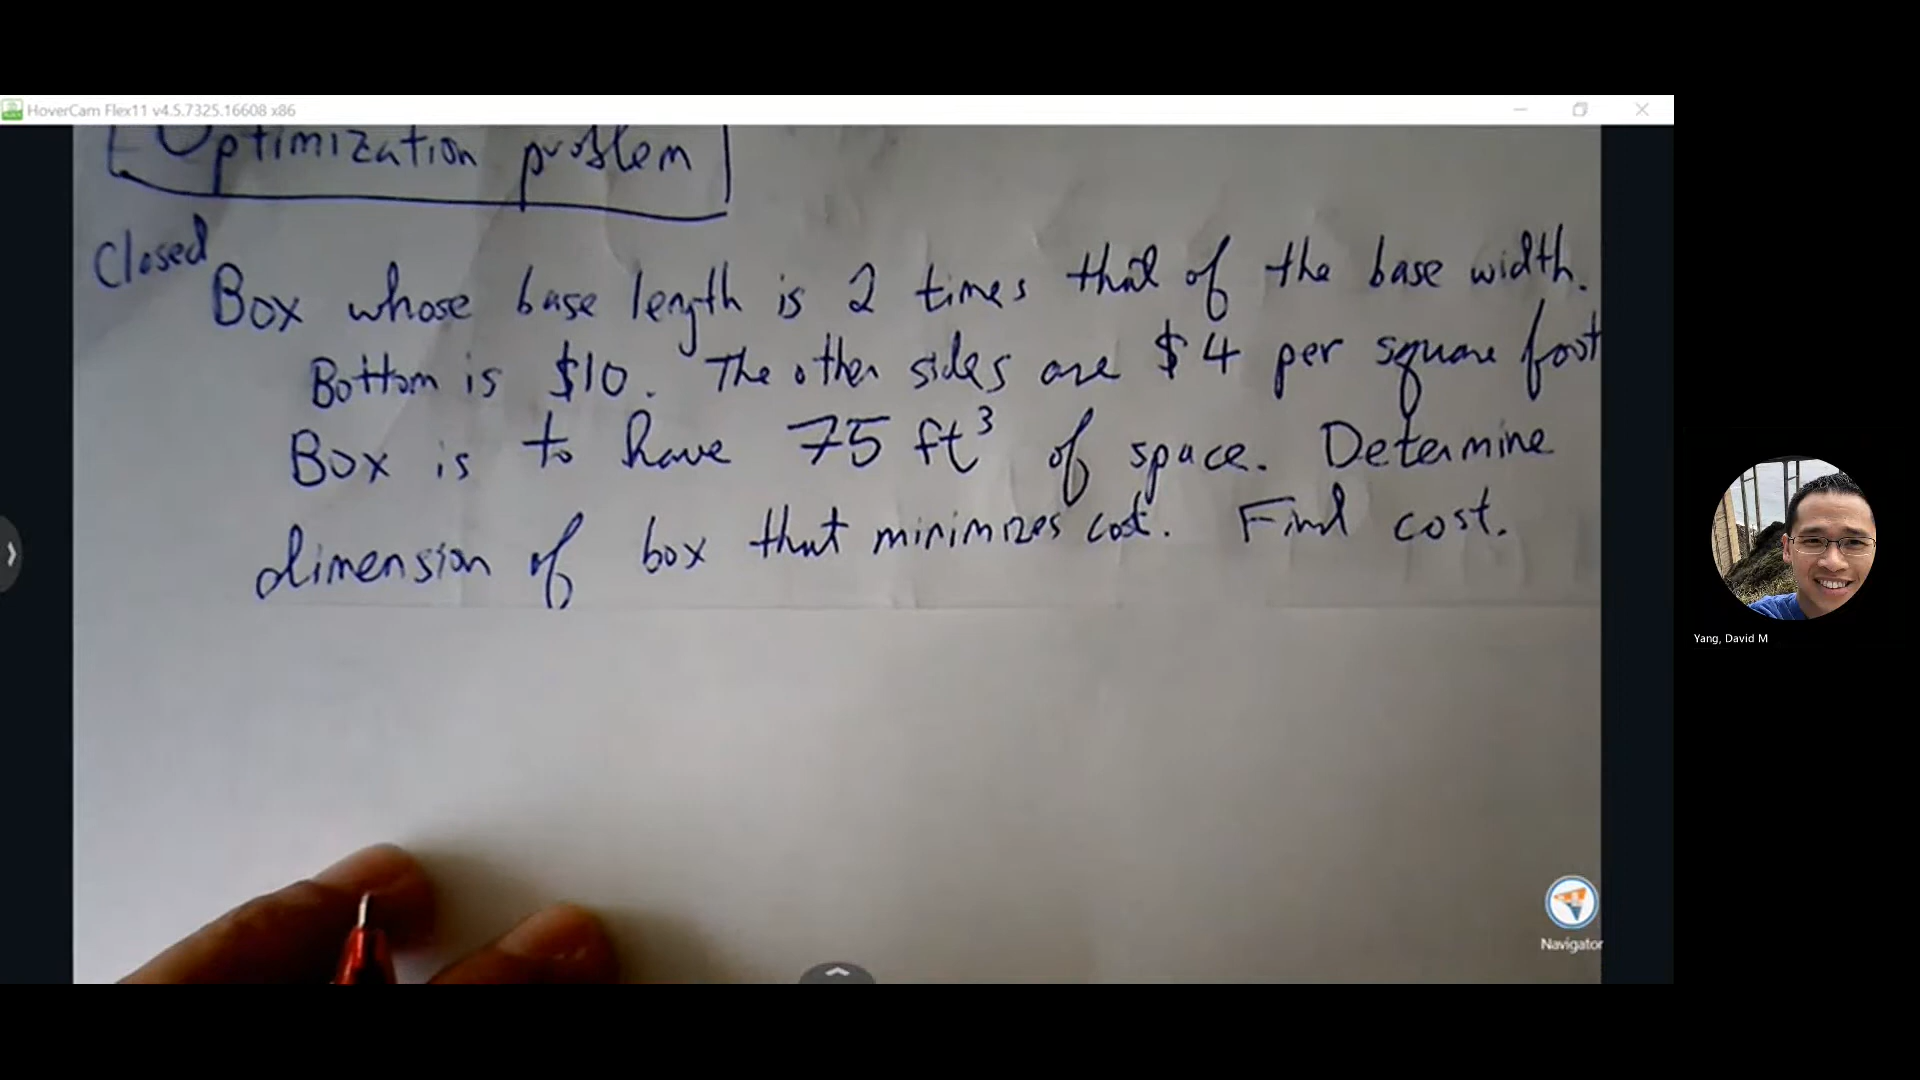 HoverCam Flex11 v4.5.7325.16608 x86
Optimization problem
Closed
Box whose base length is 2 times that of the base width.
Bottom is $10. The other sides are $4 per square foot
Box is to have 75 ft³ of space. Determine
dimension of box that minimizes cost. Find cost.
Yang, David M
Navigator